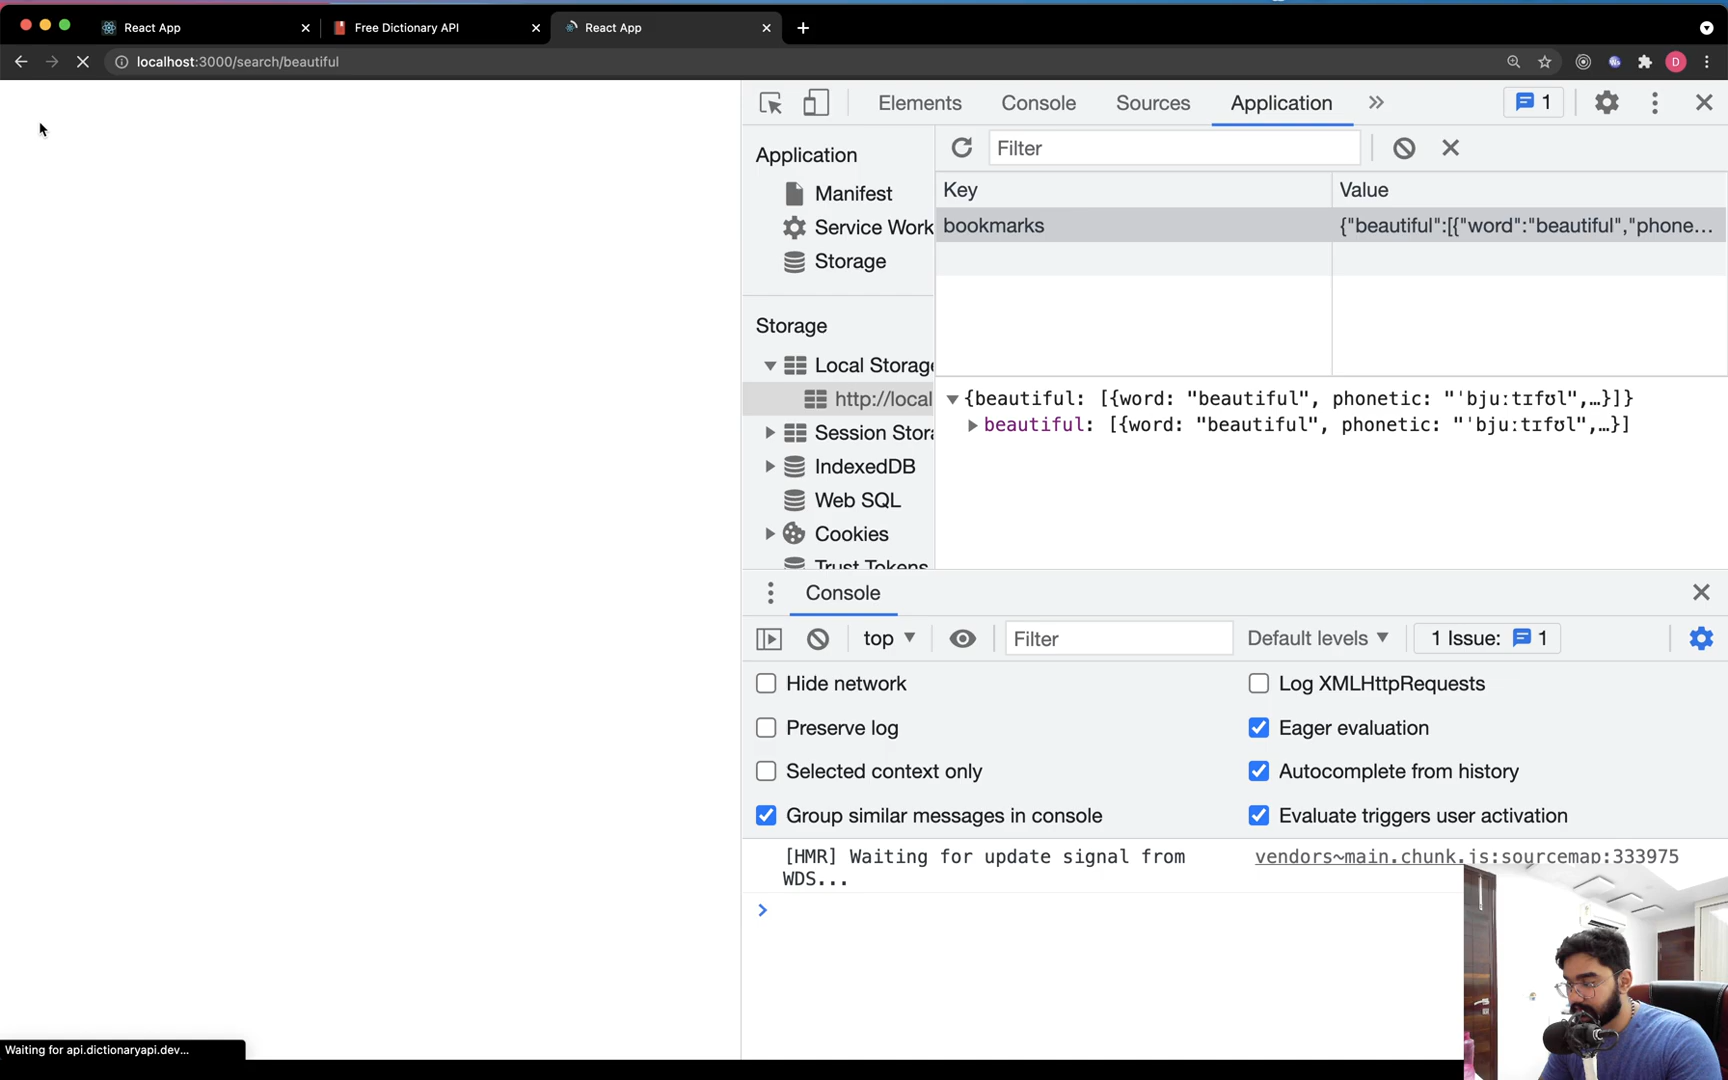 React App
Free Dictionary API
React App
localhost:3000/search/beautiful
D
Elements
Console
Sources
Application
1
Application
Manifest
Service Work
Storage
Storage
Local Storage
http://local
Session Stora
IndexedDB
Web SQL
Cookies
Trust Tokens
Filter
Key
Value
bookmarks
{"beautiful":[{"word":"beautiful","phone…
{beautiful: [{word: "beautiful", phonetic: "ˈbjuːtɪfʊl",…}]}
beautiful: [{word: "beautiful", phonetic: "ˈbjuːtɪfʊl",…}]
Console
top
Filter
Default levels
1 Issue:
1
Hide network
Log XMLHttpRequests
Preserve log
Eager evaluation
Selected context only
Autocomplete from history
Group similar messages in console
Evaluate triggers user activation
[HMR] Waiting for update signal from
WDS...
vendors~main.chunk.js:sourcemap:333975
Waiting for api.dictionaryapi.dev...